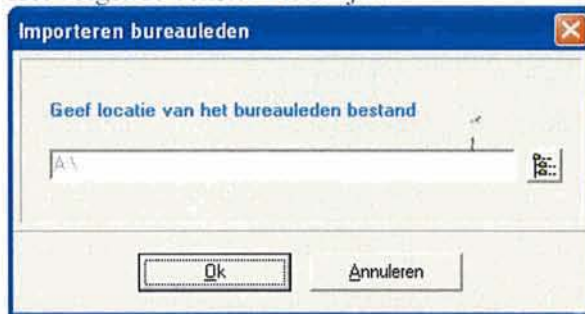 Importeren bureauleden
Geef locatie van het bureauleden bestand
A:\
Ok
Annuleren